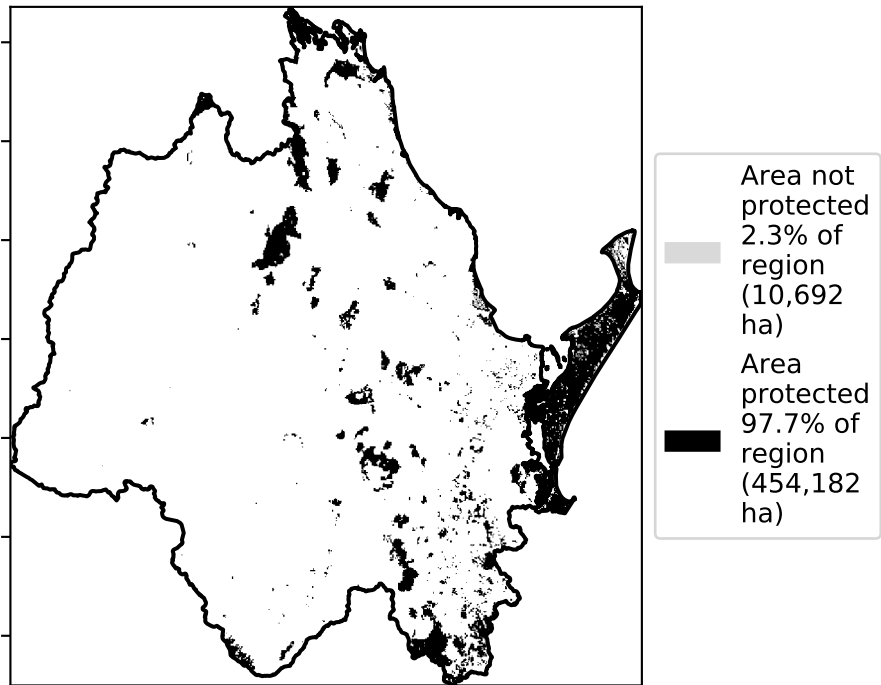 Area not
protected
2.3% of
region
(10,692
ha)
Area
protected
97.7% of
region
(454,182
ha)